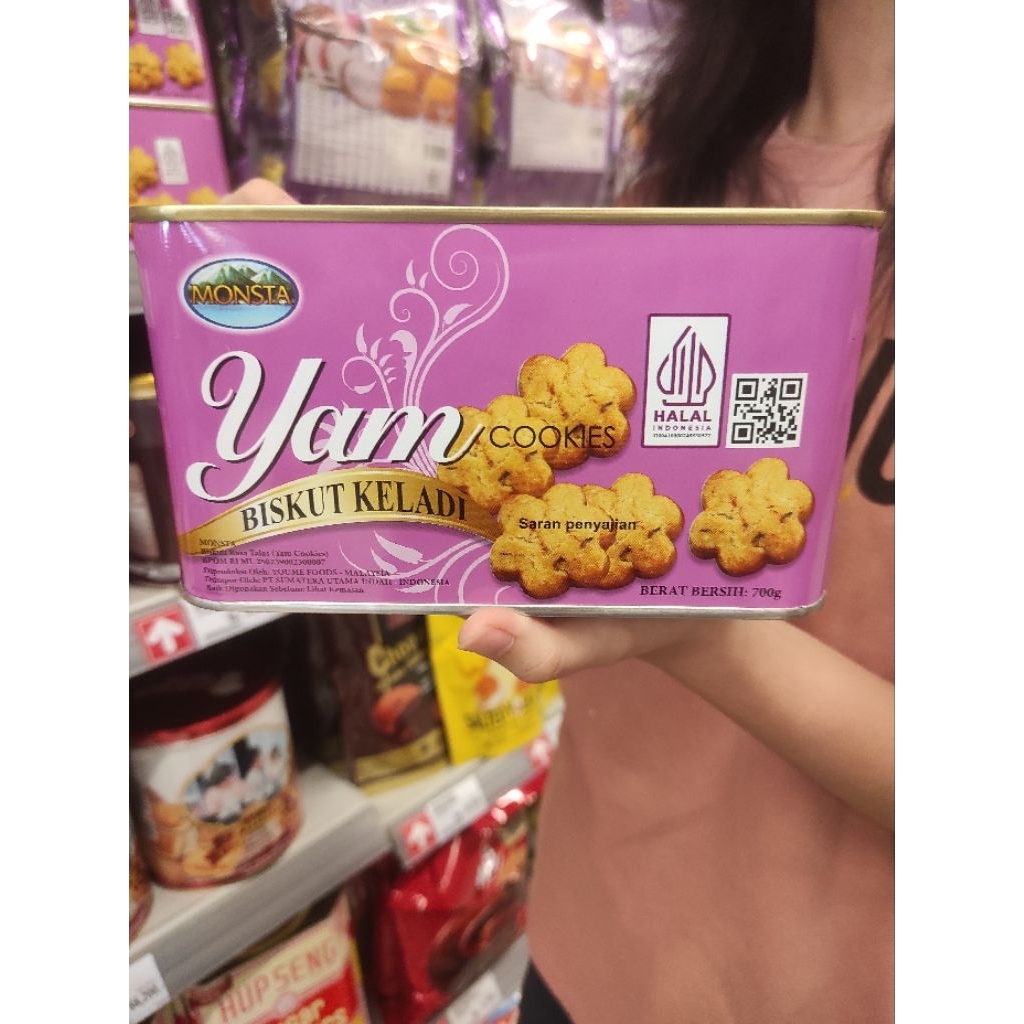 MONSTA
Yam COOKIES
BISKUT KELADI
Saran penyajian
HALAL
INDONESIA
MONSTA
Biskuit Rasa Talas (Yam Cookies)
Diproduksi Oleh: YOUME FOODS - MALAYSIA
Diimpor Oleh: PT SUMATERA UTAMA INDAH - INDONESIA
Baik Digunakan Sebelum: Lihat Kemasan
BERAT BERSIH: 700g
HUP SENG